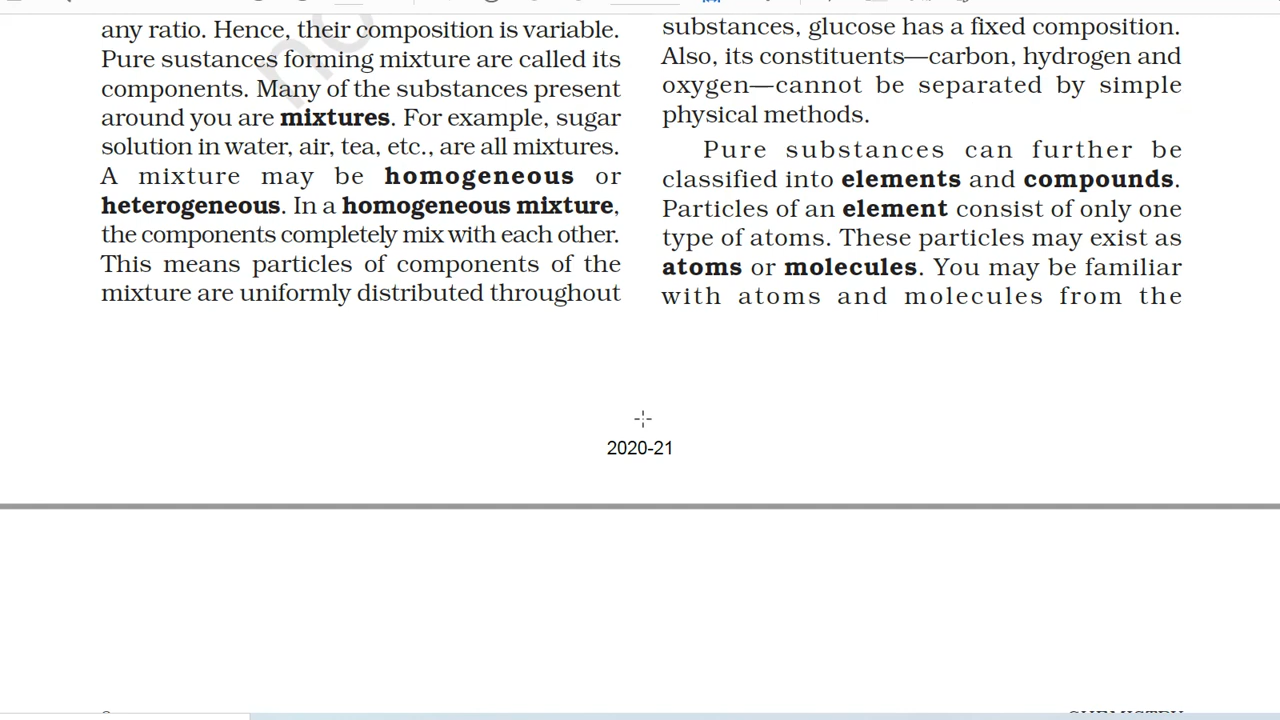 any ratio. Hence, their composition is variable.
Pure sustances forming mixture are called its
components. Many of the substances present
around you are mixtures. For example, sugar
solution in water, air, tea, etc., are all mixtures.
A mixture may be homogeneous or
heterogeneous. In a homogeneous mixture,
the components completely mix with each other.
This means particles of components of the
mixture are uniformly distributed throughout
substances, glucose has a fixed composition.
Also, its constituents—carbon, hydrogen and
oxygen—cannot be separated by simple
physical methods.
Pure substances can further be
classified into elements and compounds.
Particles of an element consist of only one
type of atoms. These particles may exist as
atoms or molecules. You may be familiar
with atoms and molecules from the
2020-21